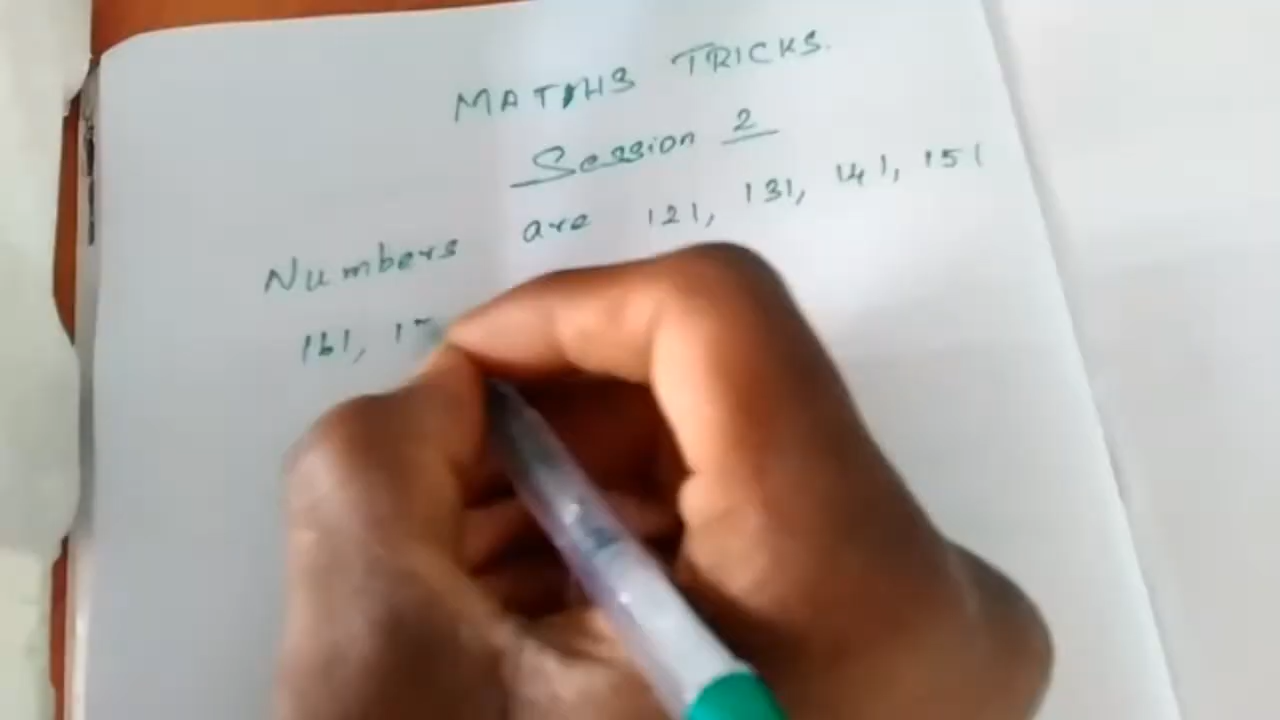 MATHS TRICKS.
Session 2
Numbers are 121, 131, 141, 151
161,